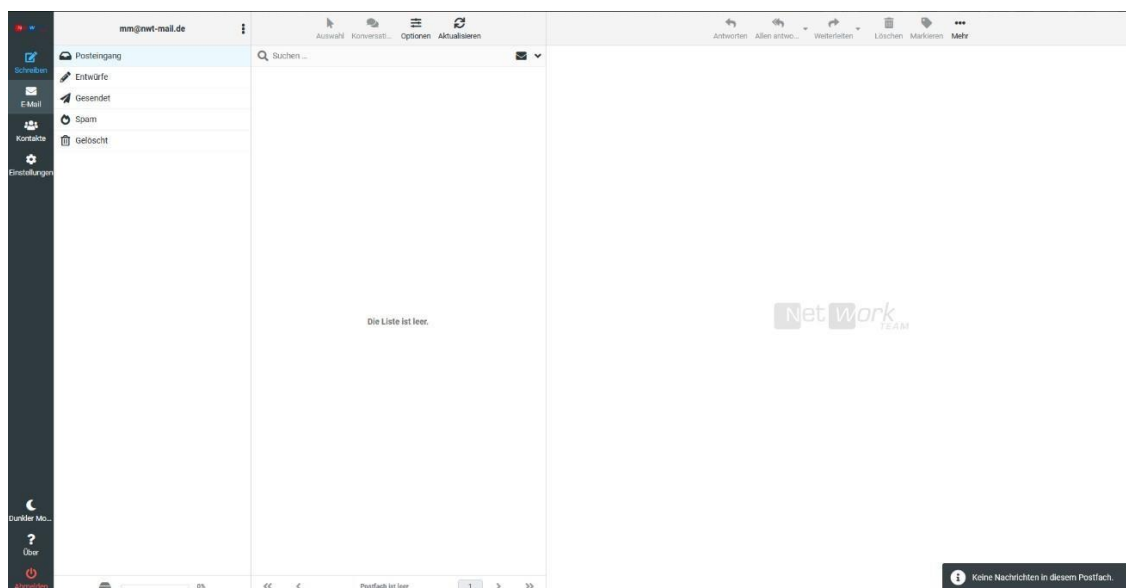 mm@nwt-mail.de
Schreiben
E-Mail
Kontakte
Einstellungen
Dunkler Mo...
Über
Abmelden
Posteingang
Entwürfe
Gesendet
Spam
Gelöscht
0%
Auswahl Konversati... Optionen Aktualisieren
Suchen ...
Die Liste ist leer.
Postfach ist leer
1
Antworten Allen antwo... Weiterleiten Löschen Markieren Mehr
Net Work
TEAM
Keine Nachrichten in diesem Postfach.